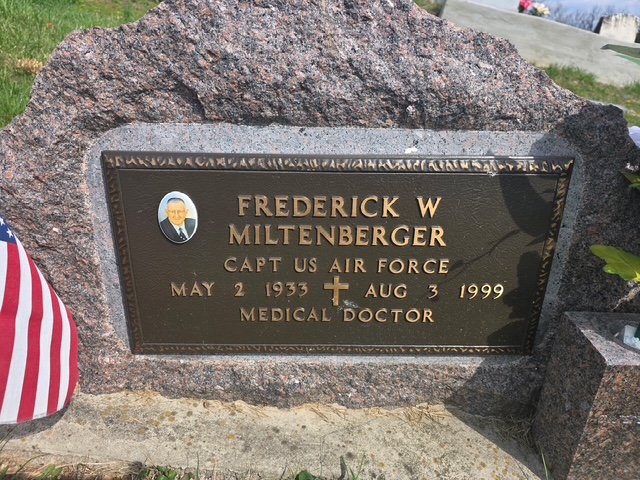 FREDERICK W
MILTENBERGER
CAPT US AIR FORCE
MAY 2 1933 AUG 3 1999
MEDICAL DOCTOR